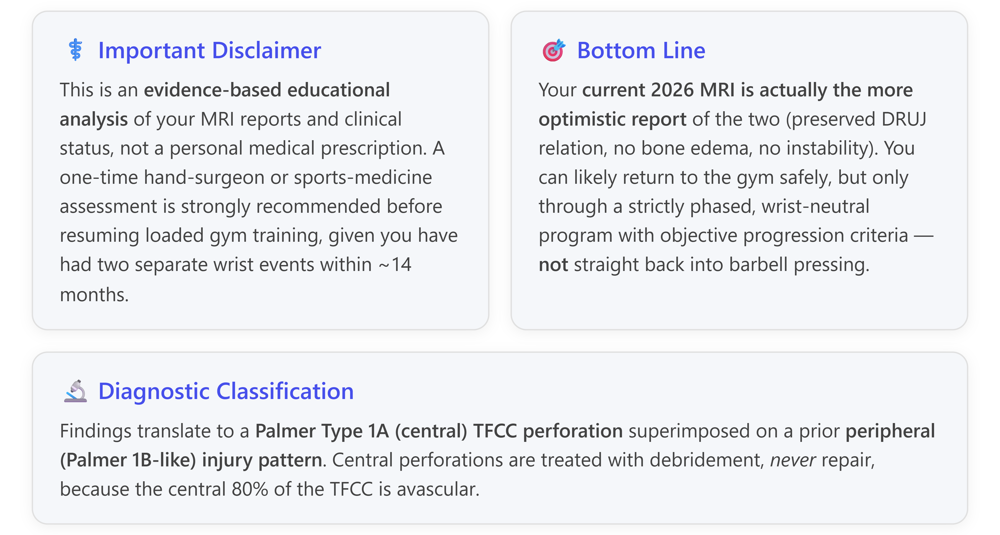 Important Disclaimer
This is an evidence-based educational
analysis of your MRI reports and clinical
status, not a personal medical prescription. A
one-time hand-surgeon or sports-medicine
assessment is strongly recommended before
resuming loaded gym training, given you have
had two separate wrist events within ~14
months.
Bottom Line
Your current 2026 MRI is actually the more
optimistic report of the two (preserved DRUJ
relation, no bone edema, no instability). You
can likely return to the gym safely, but only
through a strictly phased, wrist-neutral
program with objective progression criteria —
not straight back into barbell pressing.
Diagnostic Classification
Findings translate to a Palmer Type 1A (central) TFCC perforation superimposed on a prior peripheral
(Palmer 1B-like) injury pattern. Central perforations are treated with debridement, never repair,
because the central 80% of the TFCC is avascular.